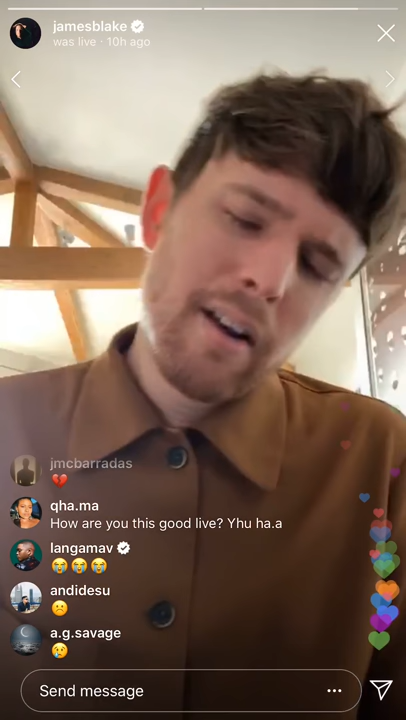 jamesblake
was live · 10h ago
jmcbarradas
💔
qha.ma
How are you this good live? Yhu ha.a
langamav
😭😭😭
andidesu
☹️
a.g.savage
😢
Send message